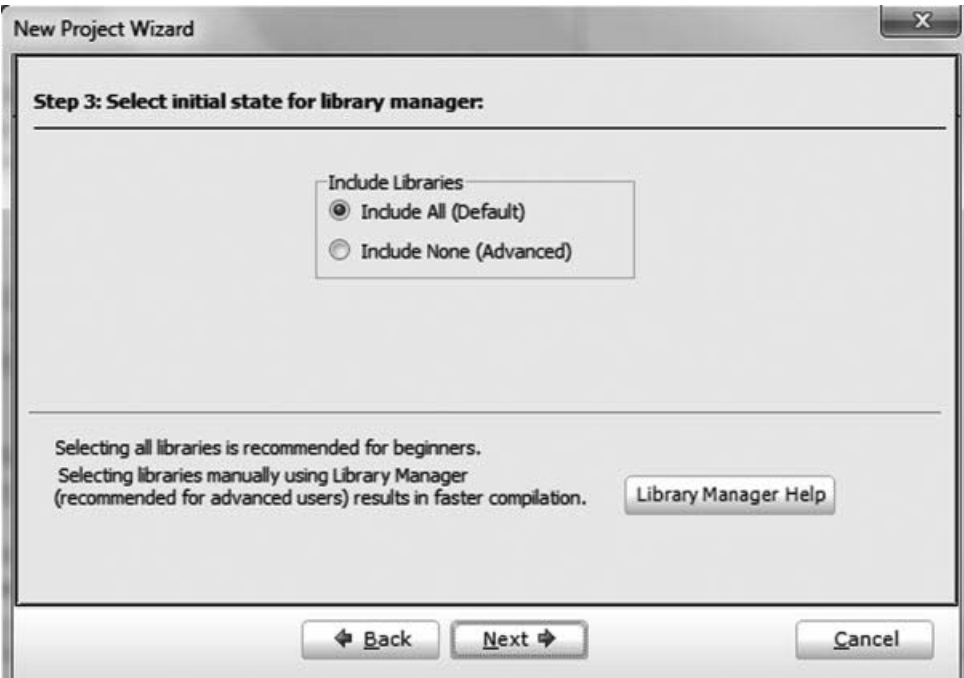 New Project Wizard
Step 3: Select initial state for library manager:
Include Libraries
Include All (Default)
Include None (Advanced)
Selecting all libraries is recommended for beginners.
Selecting libraries manually using Library Manager
(recommended for advanced users) results in faster compilation.
Library Manager Help
Back
Next
Cancel